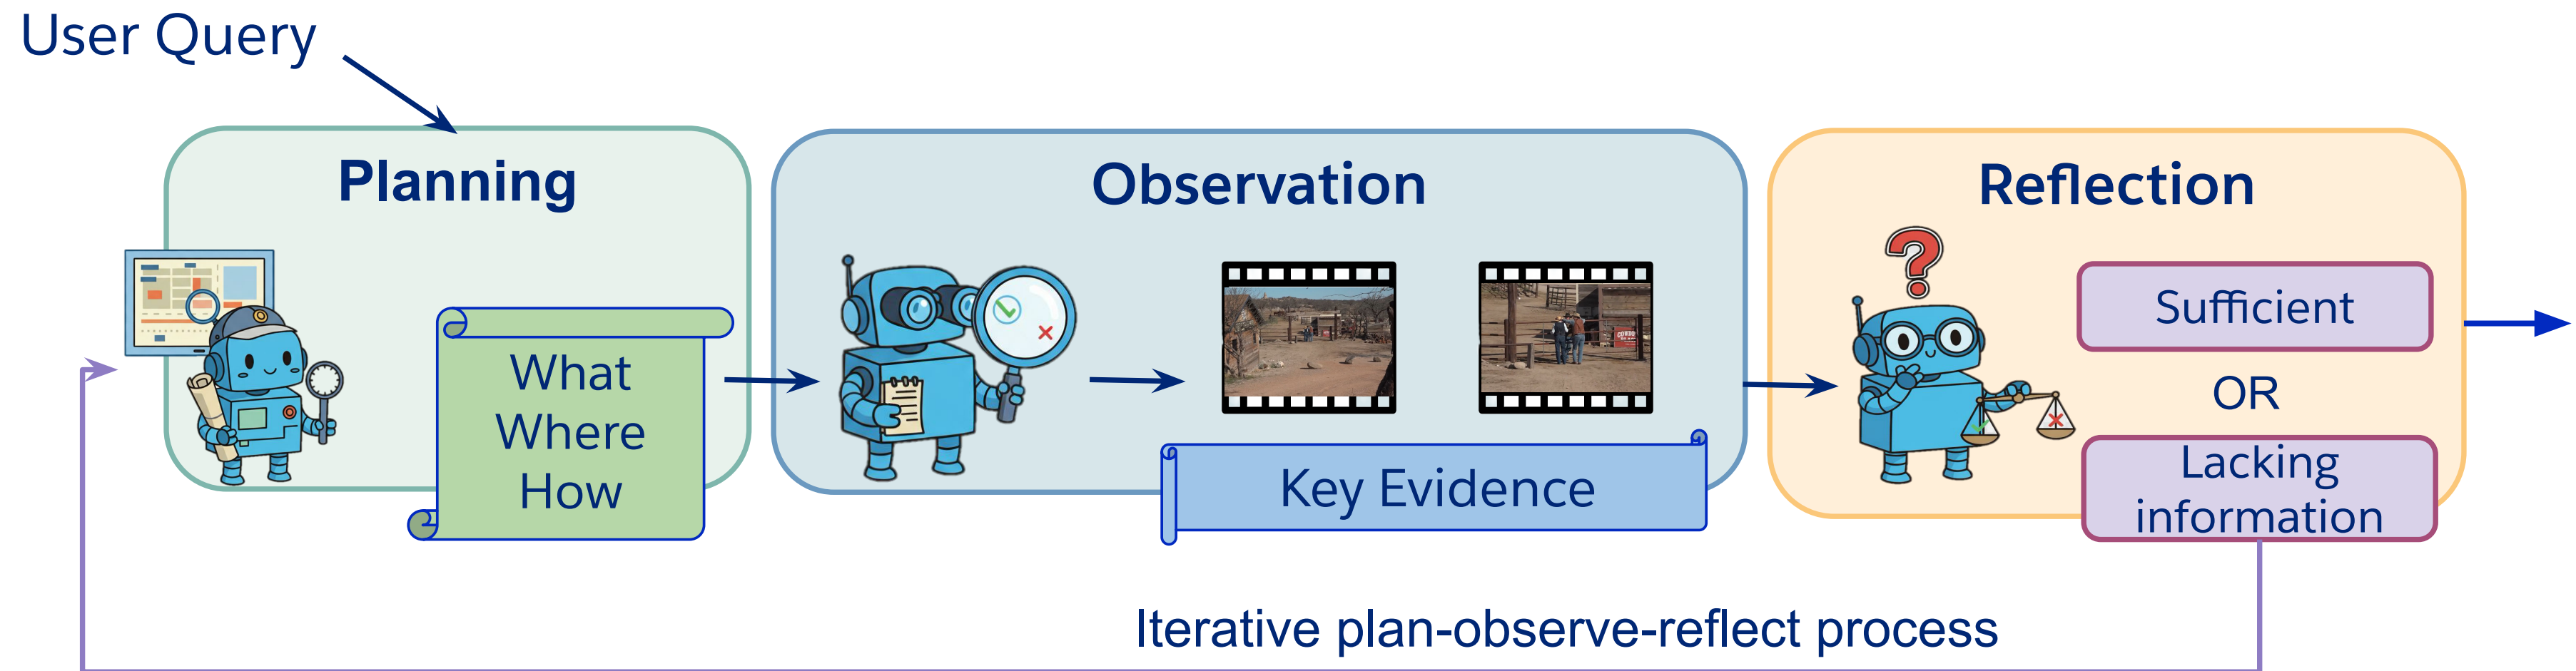 User Query
Planning
What
Where
How
Observation
Key Evidence
Reflection
Sufficient
OR
Lacking
information
Iterative plan-observe-reflect process